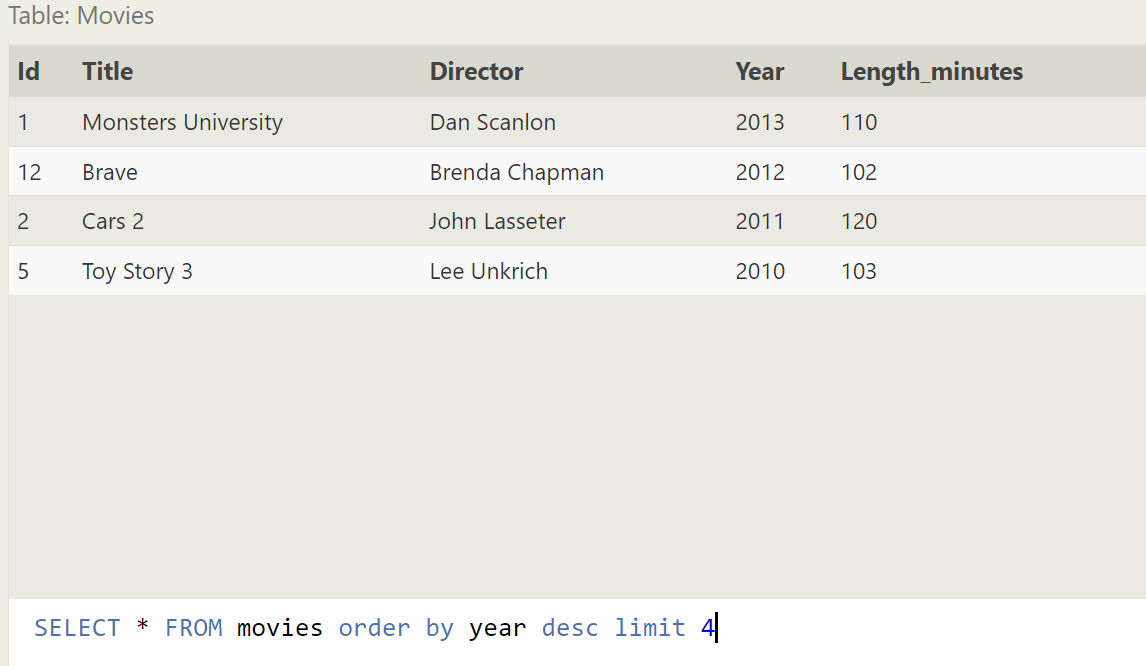 Table: Movies
Id Title Director Year Length_minutes
1 Monsters University Dan Scanlon 2013 110
12 Brave Brenda Chapman 2012 102
2 Cars 2 John Lasseter 2011 120
5 Toy Story 3 Lee Unkrich 2010 103
SELECT * FROM movies order by year desc limit 4